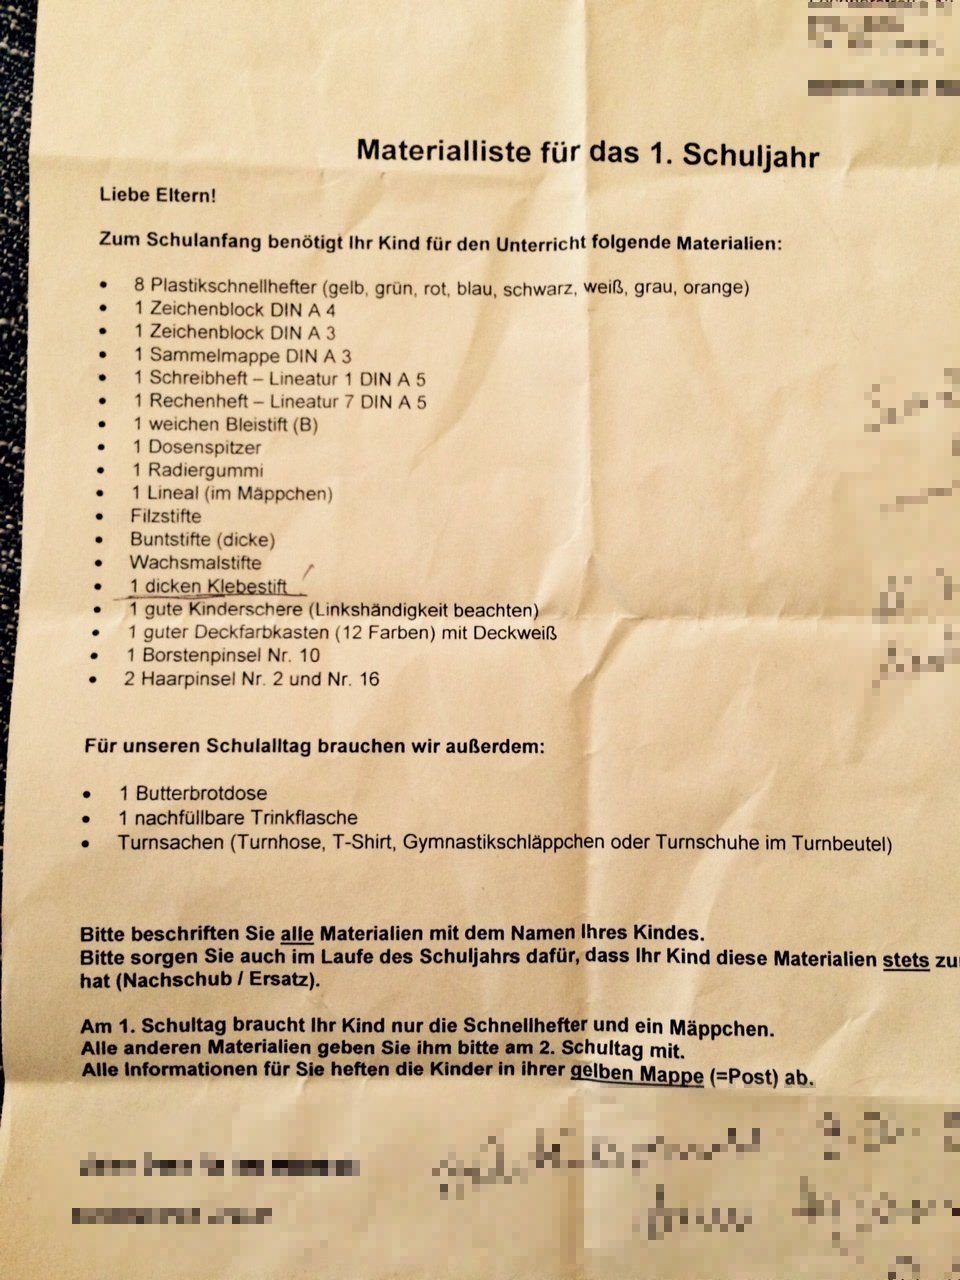 Materialliste für das 1. Schuljahr
Liebe Eltern!
Zum Schulanfang benötigt Ihr Kind für den Unterricht folgende Materialien:
• 8 Plastikschnellhefter (gelb, grün, rot, blau, schwarz, weiß, grau, orange)
• 1 Zeichenblock DIN A 4
• 1 Zeichenblock DIN A 3
• 1 Sammelmappe DIN A 3
• 1 Schreibheft – Lineatur 1 DIN A 5
• 1 Rechenheft – Lineatur 7 DIN A 5
• 1 weichen Bleistift (B)
• 1 Dosenspitzer
• 1 Radiergummi
• 1 Lineal (im Mäppchen)
• Filzstifte
• Buntstifte (dicke)
• Wachsmalstifte
• 1 dicken Klebestift
• 1 gute Kinderschere (Linkshändigkeit beachten)
• 1 guter Deckfarbkasten (12 Farben) mit Deckweiß
• 1 Borstenpinsel Nr. 10
• 2 Haarpinsel Nr. 2 und Nr. 16
Für unseren Schulalltag brauchen wir außerdem:
• 1 Butterbrotdose
• 1 nachfüllbare Trinkflasche
• Turnsachen (Turnhose, T-Shirt, Gymnastikschläppchen oder Turnschuhe im Turnbeutel)
Bitte beschriften Sie alle Materialien mit dem Namen Ihres Kindes.
Bitte sorgen Sie auch im Laufe des Schuljahrs dafür, dass Ihr Kind diese Materialien stets zur
hat (Nachschub / Ersatz).
Am 1. Schultag braucht Ihr Kind nur die Schnellhefter und ein Mäppchen.
Alle anderen Materialien geben Sie ihm bitte am 2. Schultag mit.
Alle Informationen für Sie heften die Kinder in ihrer gelben Mappe (=Post) ab.